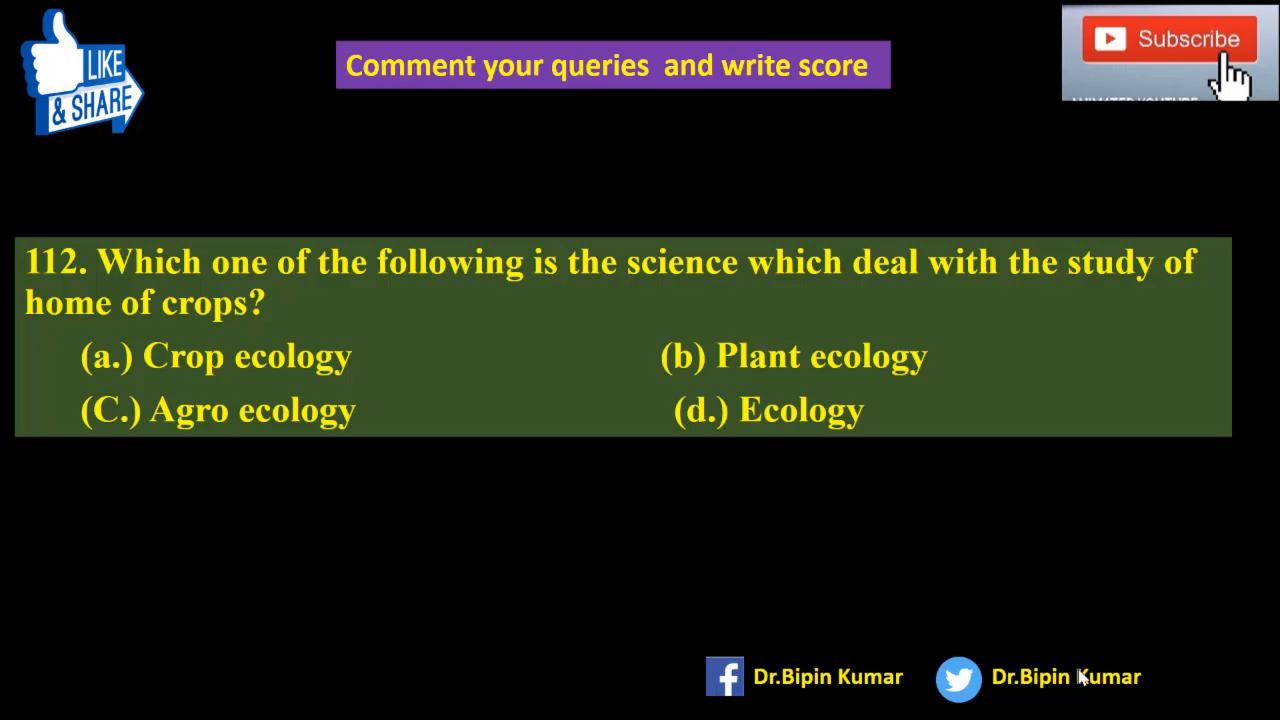 LIKE
& SHARE
Comment your queries and write score
Subscribe
112. Which one of the following is the science which deal with the study of
home of crops?
(a.) Crop ecology (b) Plant ecology
(C.) Agro ecology (d.) Ecology
Dr.Bipin Kumar Dr.Bipin Kumar